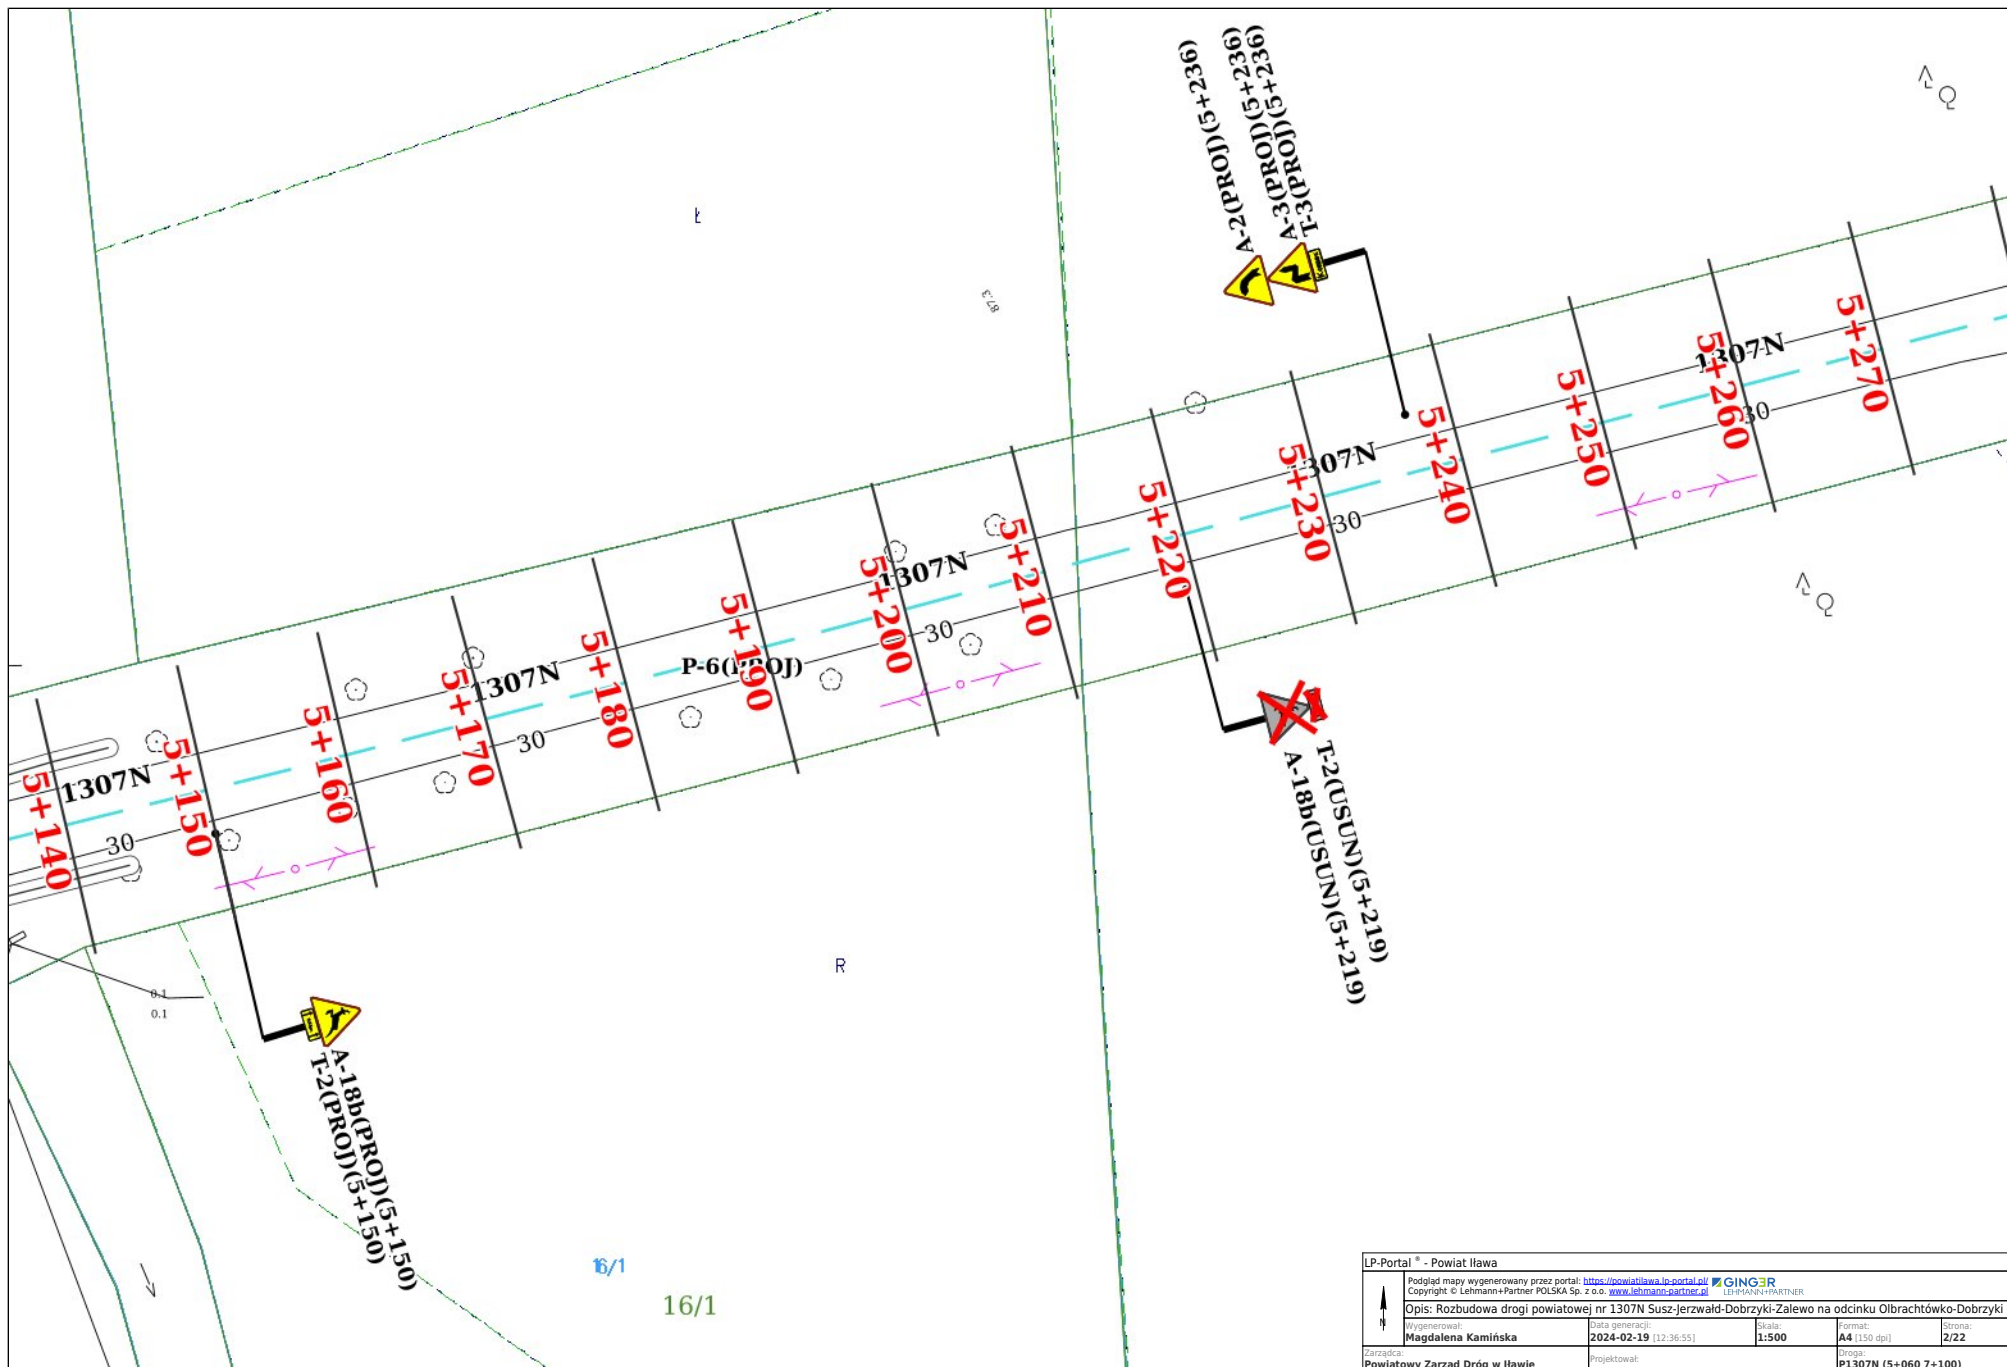 A-2(PROJ)(5+236)
A-3(PROJ)(5+236)
T-3(PROJ)(5+236)
Ł
87.3
Q
5+270
1307N
5+260
30
5+250
5+240
1307N
5+230
30
5+220
5+210
1307N
5+200
30
5+190
P-6(PROJ)
5+180
1307N
5+170
30
5+160
5+150
1307N
5+140
30
Q
T-2(USUN)(5+219)
A-18b(USUN)(5+219)
R
0.1
0.1
A-18b(PROJ)(5+150)
T-2(PROJ)(5+150)
16/1
16/1
LP-Portal ® - Powiat Iława
Podgląd mapy wygenerowany przez portal: https://powiatilawa.lp-portal.pl/
Copyright © Lehmann+Partner POLSKA Sp. z o.o. www.lehmann-partner.pl
GINGER
LEHMANN+PARTNER
N
Opis: Rozbudowa drogi powiatowej nr 1307N Susz-Jerzwałd-Dobrzyki-Zalewo na odcinku Olbrachtówko-Dobrzyki
Wygenerował:
Magdalena Kamińska
Data generacji:
2024-02-19 [12:36:55]
Skala:
1:500
Format:
A4 [150 dpi]
Strona:
2/22
Zarządca:
Powiatowy Zarząd Dróg w Iławie
Projektował:
Droga:
P1307N (5+060 7+100)